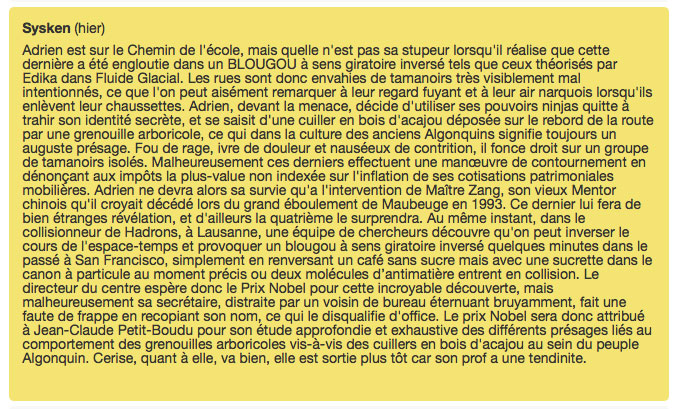 Sysken (hier)
Adrien est sur le Chemin de l'école, mais quelle n'est pas sa stupeur lorsqu'il réalise que cette
dernière a été engloutie dans un BLOUGOU à sens giratoire inversé tels que ceux théorisés par
Edika dans Fluide Glacial. Les rues sont donc envahies de tamanoirs très visiblement mal
intentionnés, ce que l'on peut aisément remarquer à leur regard fuyant et à leur air narquois lorsqu'ils
enlèvent leur chaussettes. Adrien, devant la menace, décide d'utiliser ses pouvoirs ninjas quitte à
trahir son identité secrète, et se saisit d'une cuiller en bois d'acajou déposée sur le rebord de la route
par une grenouille arboricole, ce qui dans la culture des anciens Algonquins signifie toujours un
auguste présage. Fou de rage, ivre de douleur et nauséeux de contrition, il fonce droit sur un groupe
de tamanoirs isolés. Malheureusement ces derniers effectuent une manœuvre de contournement en
dénonçant aux impôts la plus-value non indexée sur l'inflation de ses cotisations patrimoniales
mobilières. Adrien ne devra alors sa survie qu'a l'intervention de Maître Zang, son vieux Mentor
chinois qu'il croyait décédé lors du grand éboulement de Maubeuge en 1993. Ce dernier lui fera de
bien étranges révélation, et d'ailleurs la quatrième le surprendra. Au même instant, dans le
collisionneur de Hadrons, à Lausanne, une équipe de chercheurs découvre qu'on peut inverser le
cours de l'espace-temps et provoquer un blougou à sens giratoire inversé quelques minutes dans le
passé à San Francisco, simplement en renversant un café sans sucre mais avec une sucrette dans le
canon à particule au moment précis ou deux molécules d'antimatière entrent en collision. Le
directeur du centre espère donc le Prix Nobel pour cette incroyable découverte, mais
malheureusement sa secrétaire, distraite par un voisin de bureau éternuant bruyamment, fait une
faute de frappe en recopiant son nom, ce qui le disqualifie d'office. Le prix Nobel sera donc attribué
à Jean-Claude Petit-Boudu pour son étude approfondie et exhaustive des différents présages liés au
comportement des grenouilles arboricoles vis-à-vis des cuillers en bois d'acajou au sein du peuple
Algonquin. Cerise, quant à elle, va bien, elle est sortie plus tôt car son prof a une tendinite.